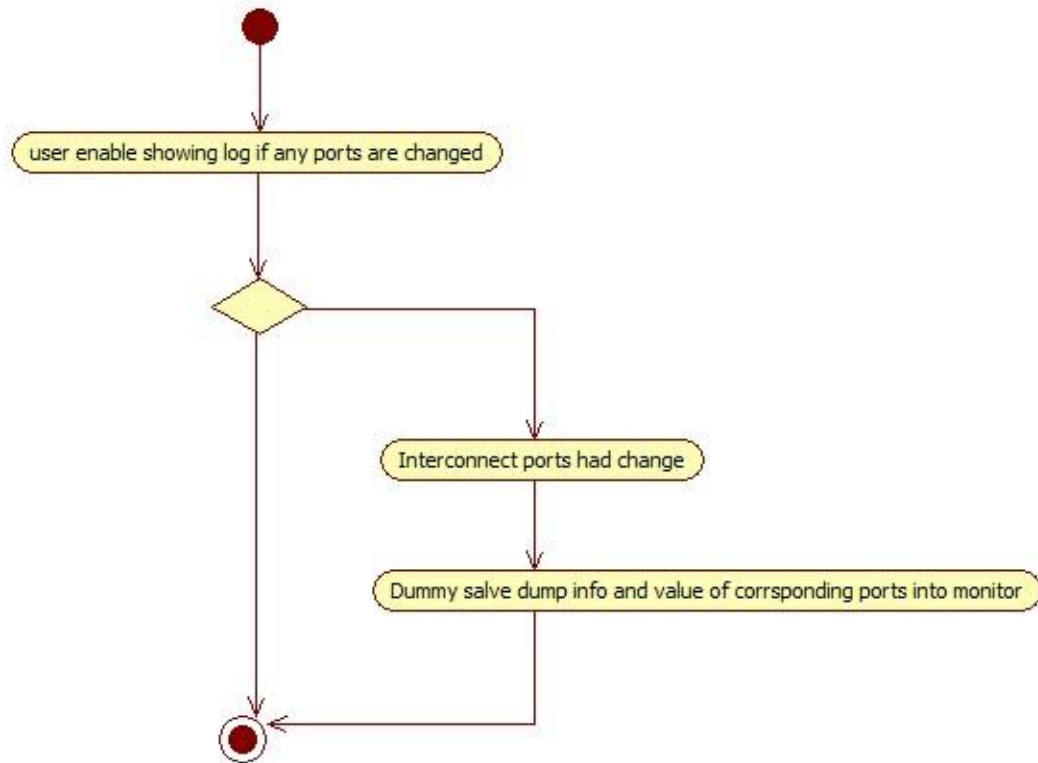 user enable showing log if any ports are changed
Interconnect ports had change
Dummy salve dump info and value of corrsponding ports into monitor